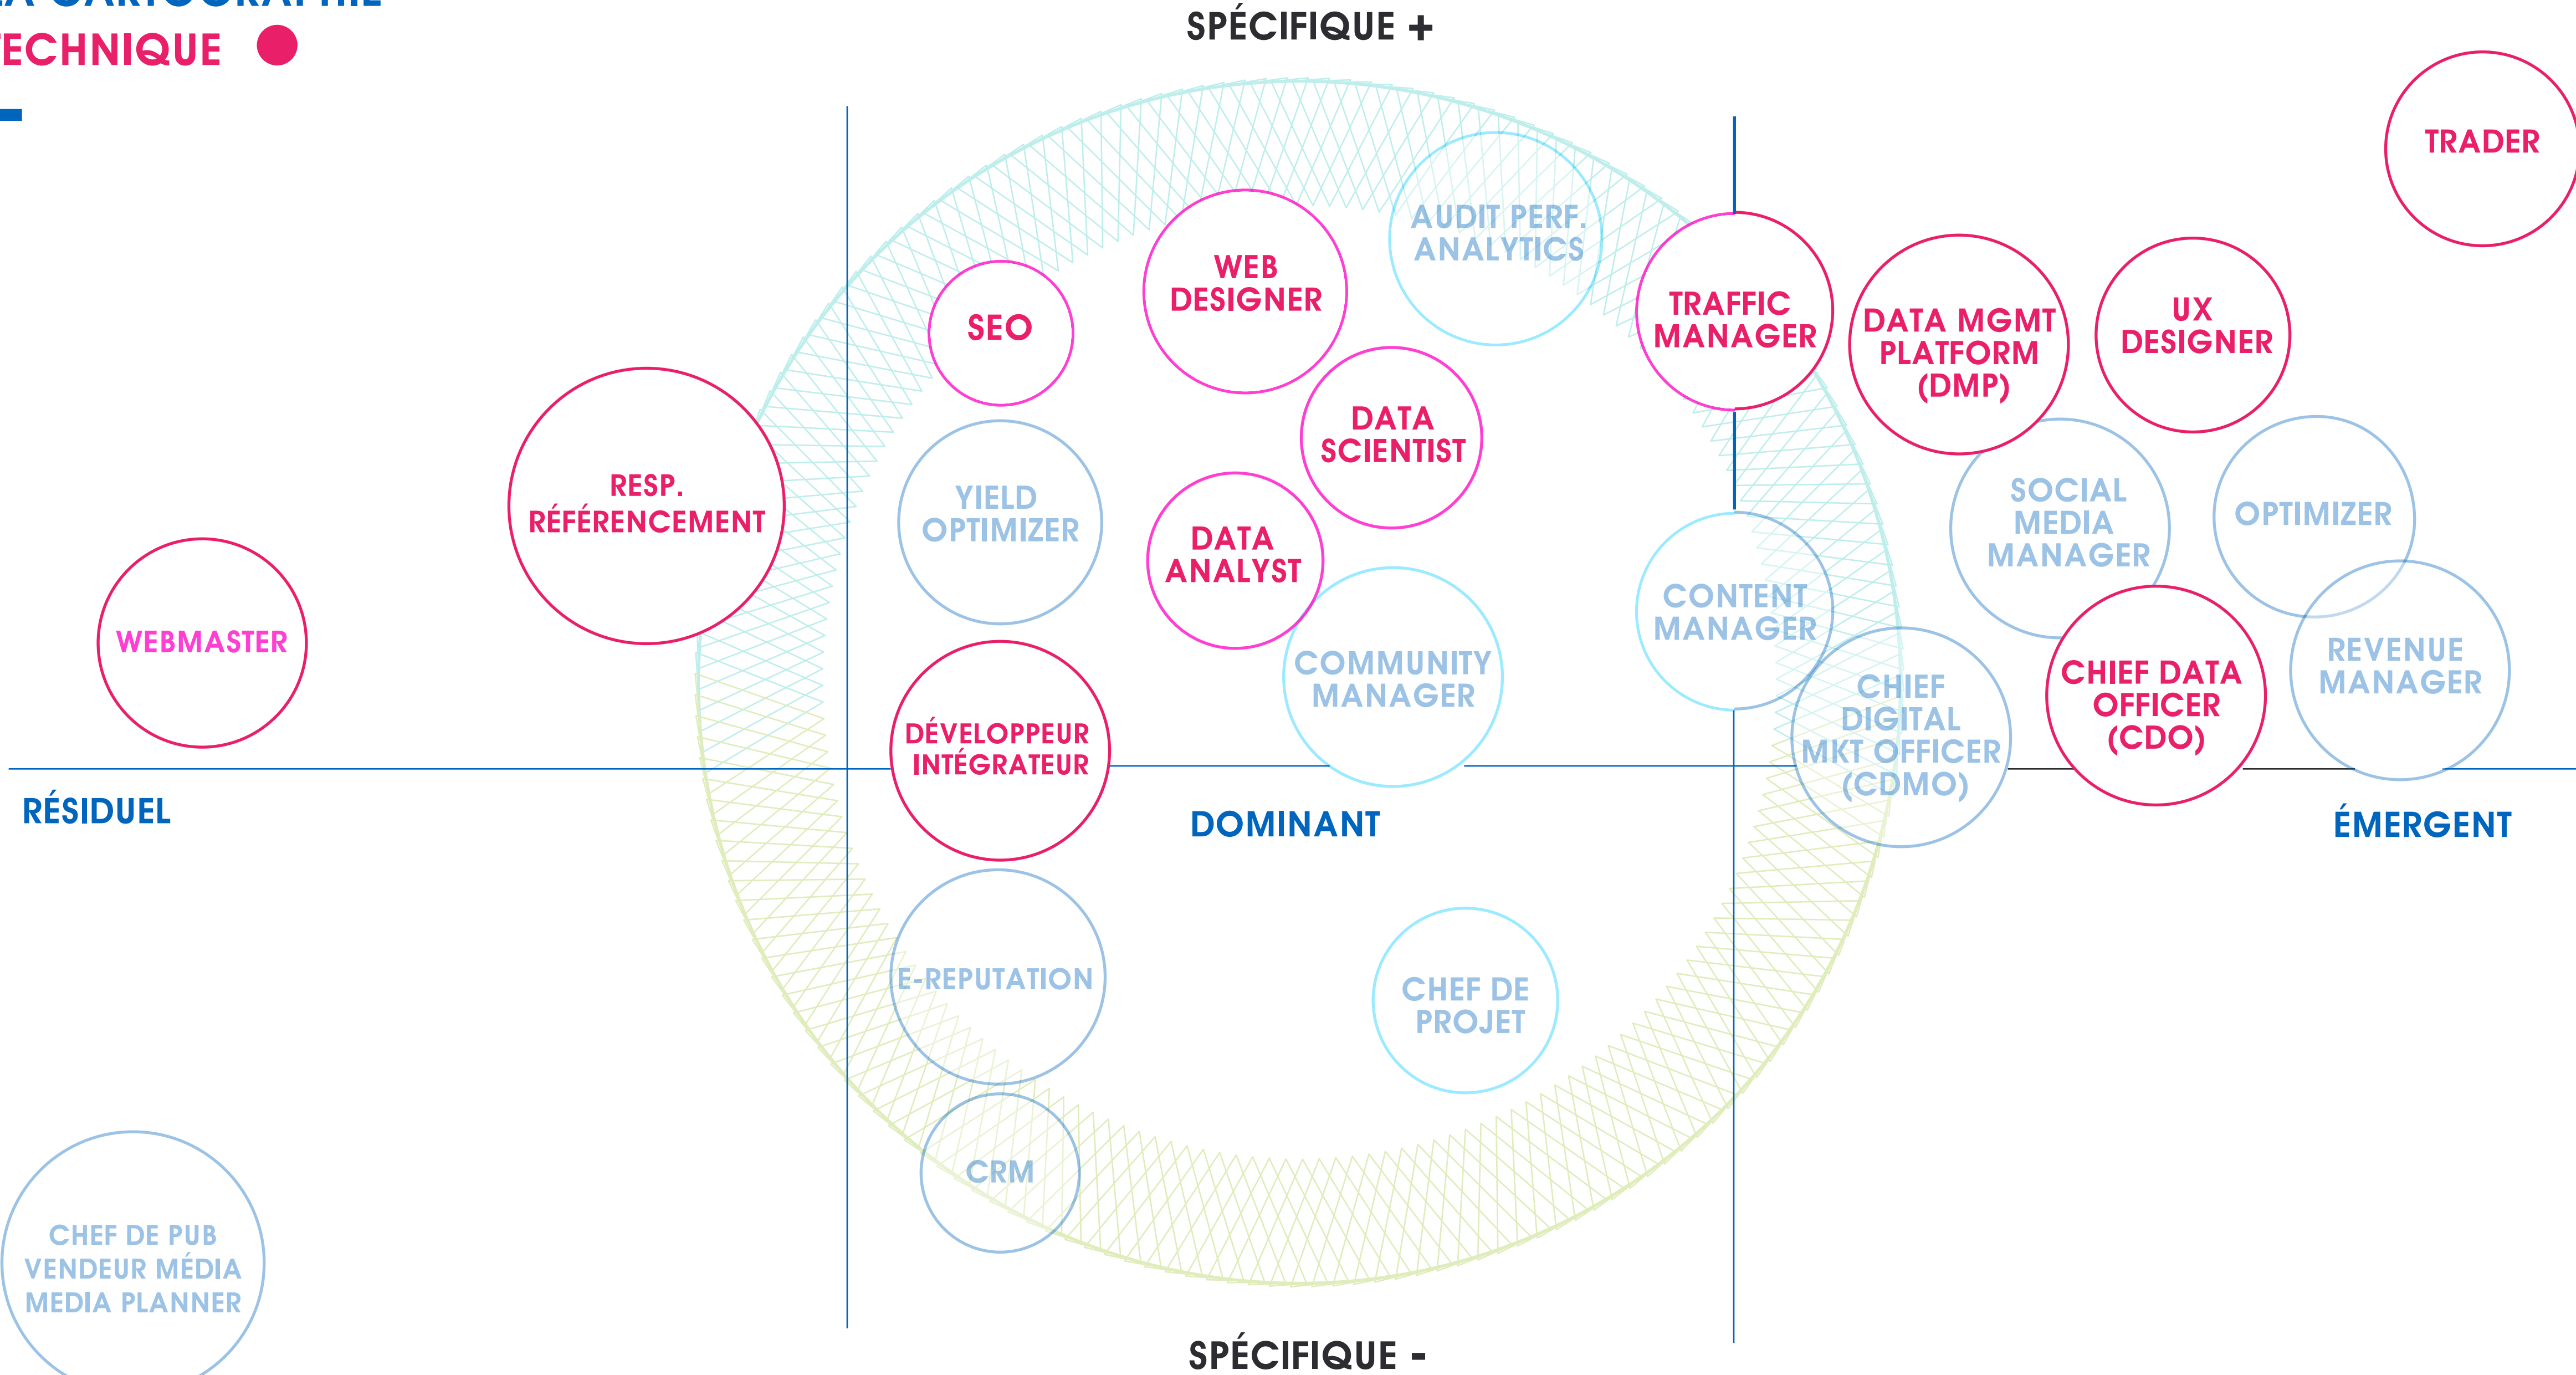 LA CARTOGRAPHIE
TECHNIQUE
SPÉCIFIQUE +
TRADER
AUDIT PERF.
ANALYTICS
WEB
DESIGNER
SEO
TRAFFIC
MANAGER
DATA MGMT
PLATFORM
(DMP)
UX
DESIGNER
DATA
SCIENTIST
RESP.
RÉFÉRENCEMENT
YIELD
OPTIMIZER
DATA
ANALYST
SOCIAL
MEDIA
MANAGER
OPTIMIZER
WEBMASTER
CONTENT
MANAGER
COMMUNITY
MANAGER
REVENUE
MANAGER
CHIEF DATA
OFFICER
(CDO)
CHIEF
DIGITAL
MKT OFFICER
(CDMO)
DÉVELOPPEUR
INTÉGRATEUR
RÉSIDUEL
DOMINANT
ÉMERGENT
E-REPUTATION
CHEF DE
PROJET
CRM
CHEF DE PUB
VENDEUR MÉDIA
MEDIA PLANNER
SPÉCIFIQUE -